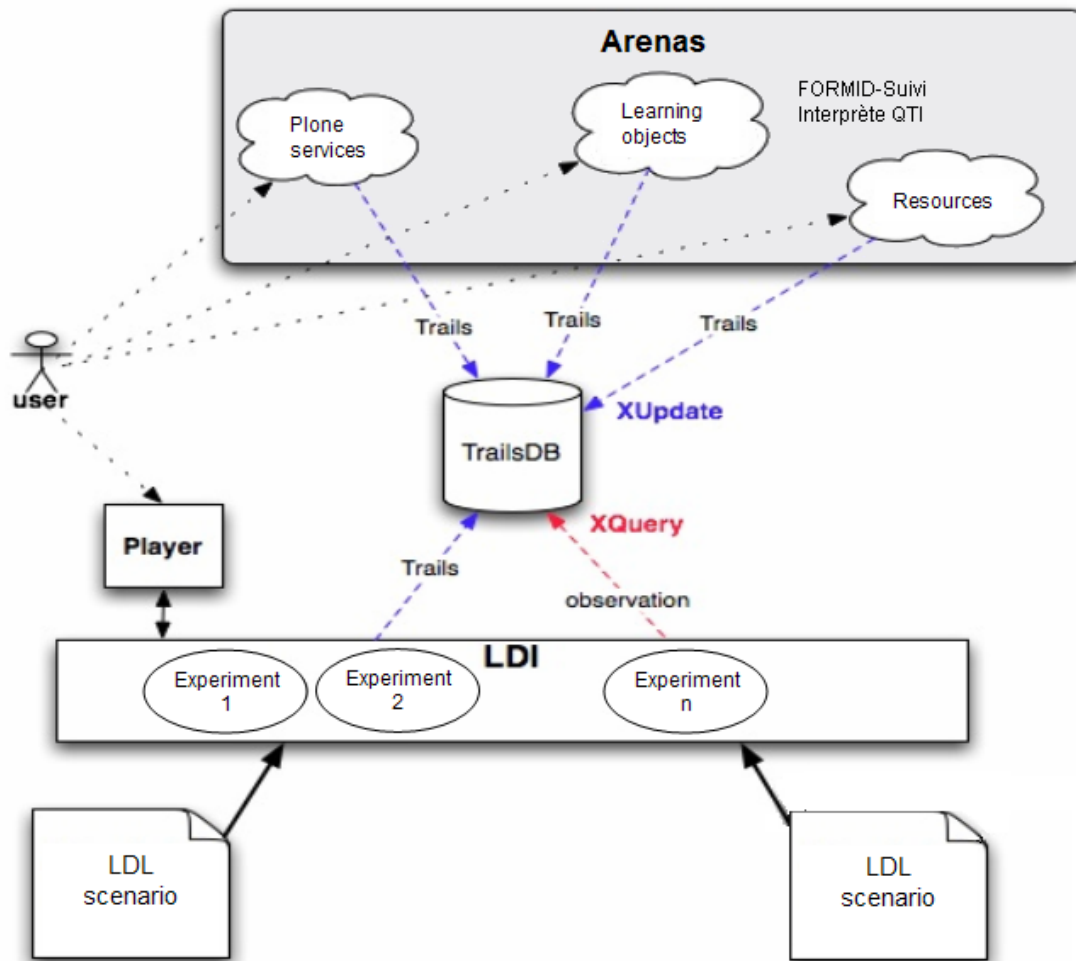 Arenas
FORMID-Suivi
Interprète QTI
Plone
services
Learning
objects
Resources
Trails
Trails
Trails
user
XUpdate
TrailsDB
XQuery
Player
Trails
observation
LDI
Experiment
1
Experiment
2
Experiment
n
LDL
scenario
LDL
scenario